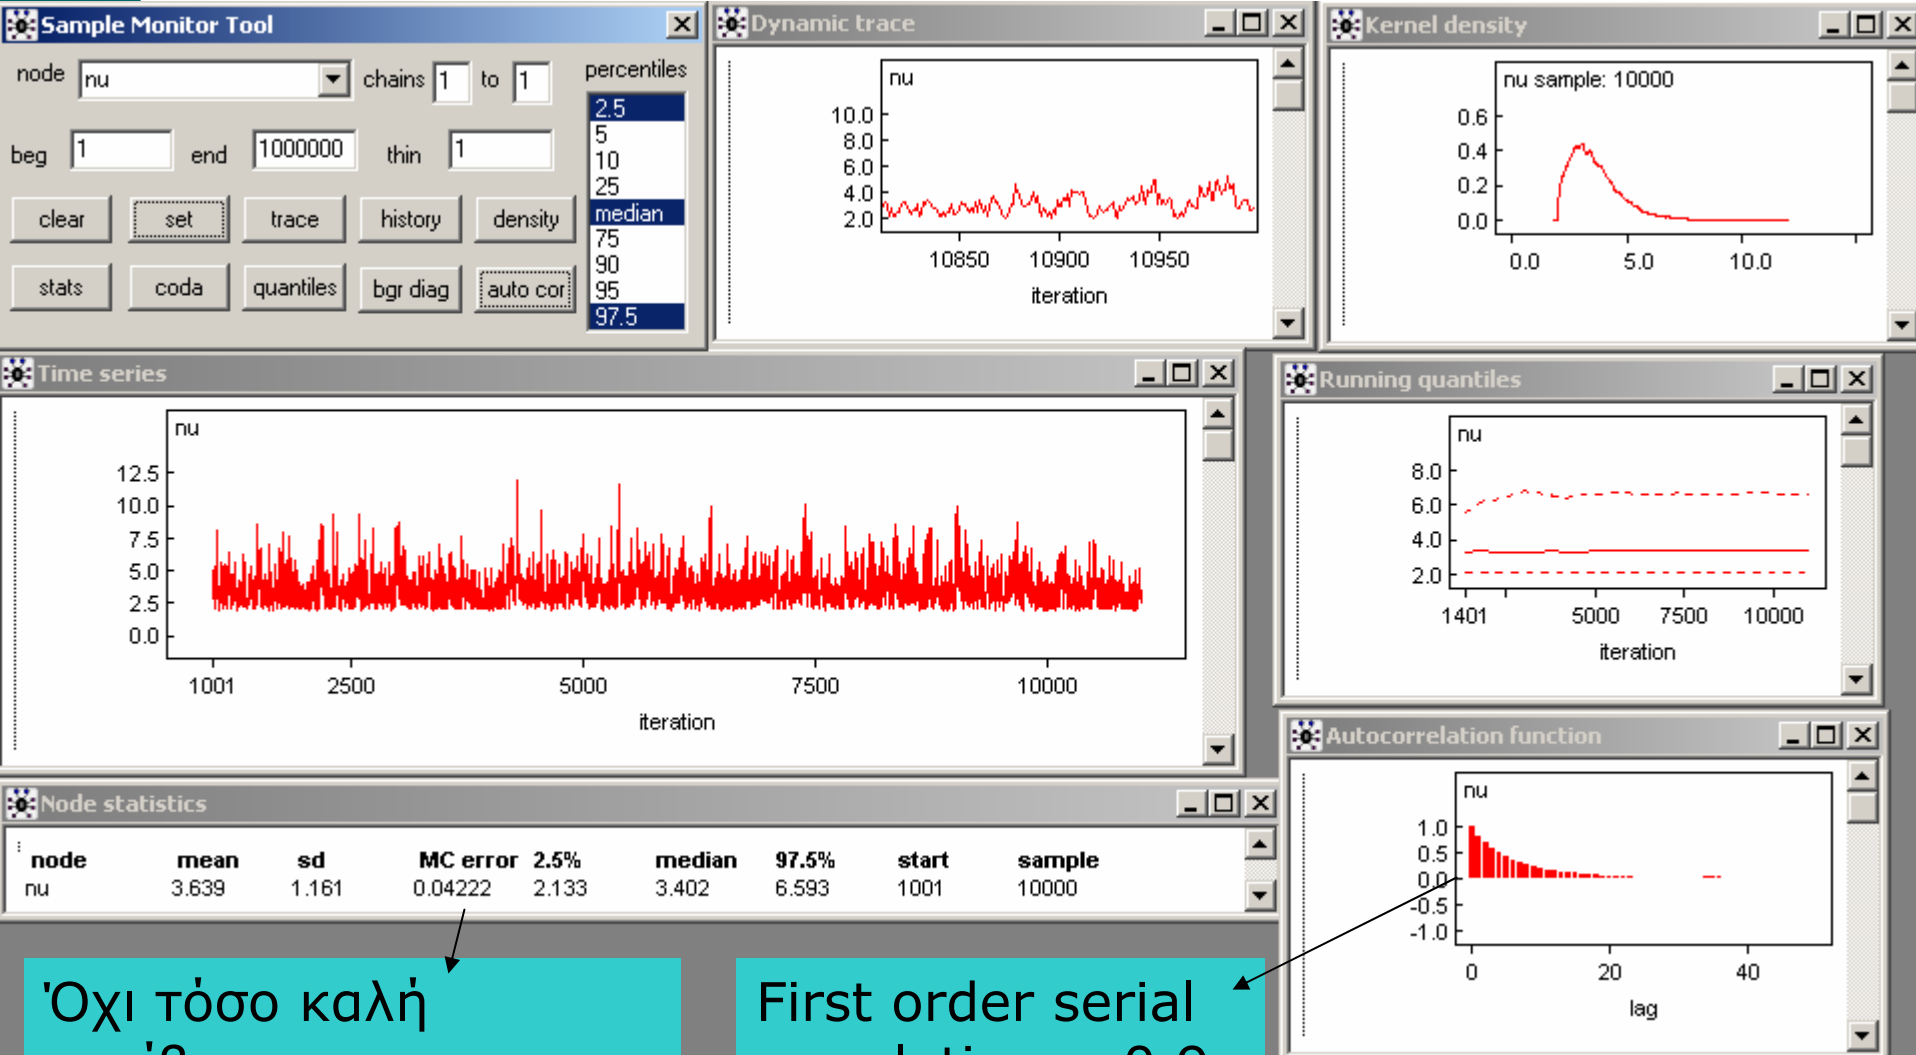 Sample Monitor Tool
node nu chains 1 to 1 percentiles
2.5
5
10
25
median
75
90
95
97.5
beg 1 end 1000000 thin 1
clear set trace history density
stats coda quantiles bgr diag auto cor
Dynamic trace
nu
10.0
8.0
6.0
4.0
2.0
10850 10900 10950
iteration
Kernel density
nu sample: 10000
0.6
0.4
0.2
0.0
0.0 5.0 10.0
Time series
nu
12.5
10.0
7.5
5.0
2.5
0.0
1001 2500 5000 7500 10000
iteration
Running quantiles
nu
8.0
6.0
4.0
2.0
1401 5000 7500 10000
iteration
Node statistics
node mean sd MC error 2.5% median 97.5% start sample
nu 3.639 1.161 0.04222 2.133 3.402 6.593 1001 10000
Autocorrelation function
nu
1.0
0.5
0.0
-0.5
-1.0
0 20 40
lag
Όχι τόσο καλή
First order serial